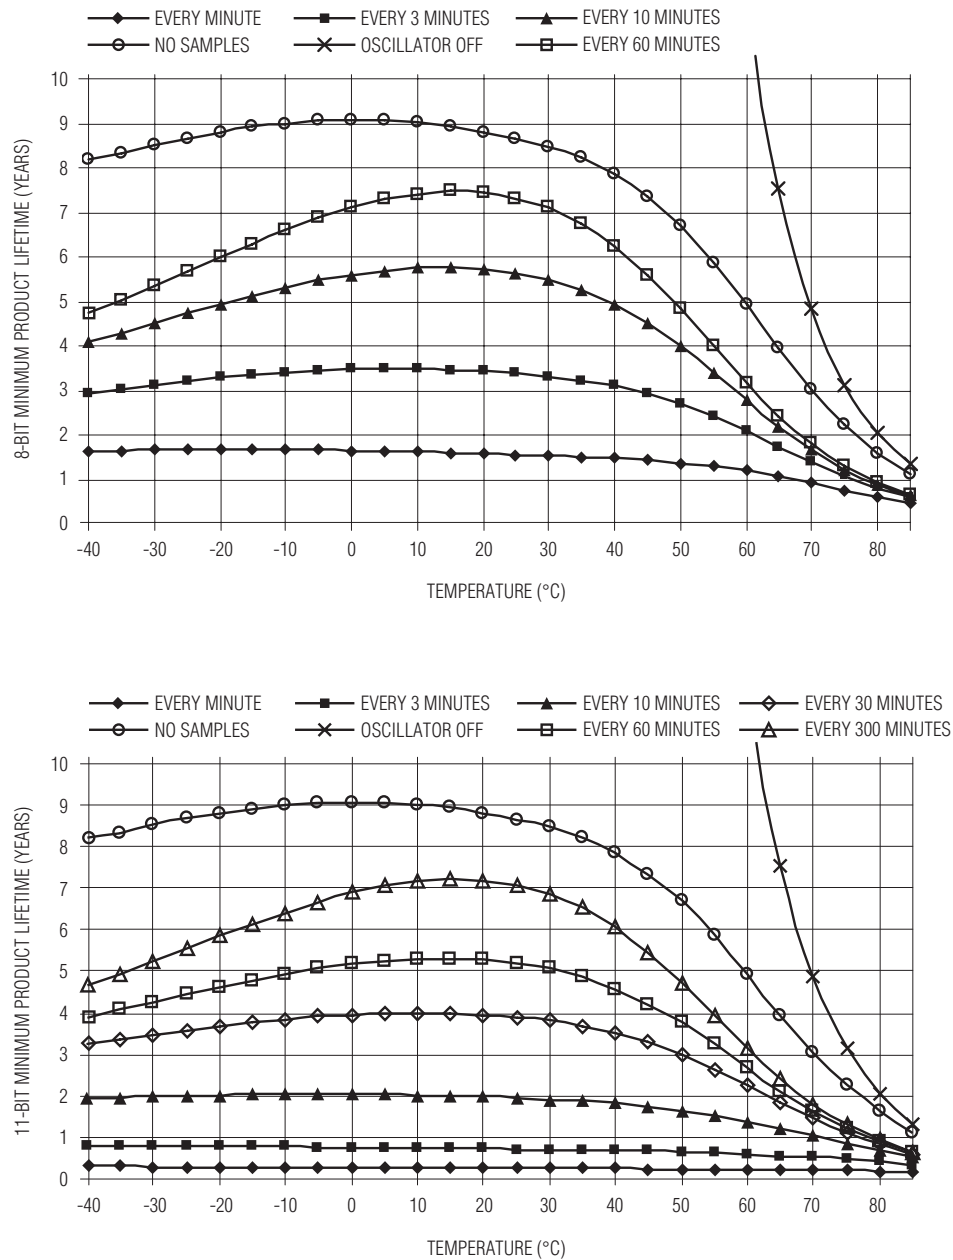 EVERY MINUTE EVERY 3 MINUTES EVERY 10 MINUTES
NO SAMPLES OSCILLATOR OFF EVERY 60 MINUTES
8-BIT MINIMUM PRODUCT LIFETIME (YEARS)
10
9
8
7
6
5
4
3
2
1
0
-40 -30 -20 -10 0 10 20 30 40 50 60 70 80
TEMPERATURE (°C)
EVERY MINUTE EVERY 3 MINUTES EVERY 10 MINUTES EVERY 30 MINUTES
NO SAMPLES OSCILLATOR OFF EVERY 60 MINUTES EVERY 300 MINUTES
11-BIT MINIMUM PRODUCT LIFETIME (YEARS)
10
9
8
7
6
5
4
3
2
1
0
-40 -30 -20 -10 0 10 20 30 40 50 60 70 80
TEMPERATURE (°C)